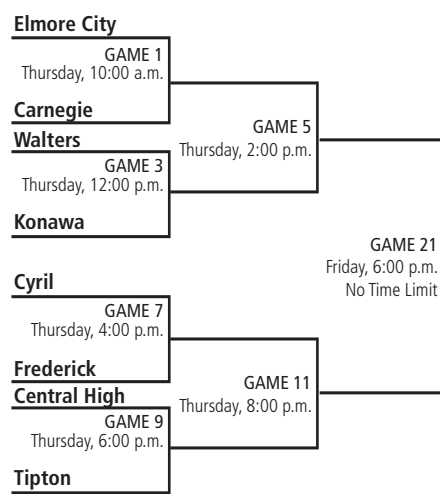 Elmore City
GAME 1
Thursday, 10:00 a.m.
Carnegie
Walters
GAME 3
Thursday, 12:00 p.m.
Konawa
GAME 5
Thursday, 2:00 p.m.
Cyril
GAME 7
Thursday, 4:00 p.m.
Frederick
Central High
GAME 9
Thursday, 6:00 p.m.
Tipton
GAME 11
Thursday, 8:00 p.m.
GAME 21
Friday, 6:00 p.m.
No Time Limit